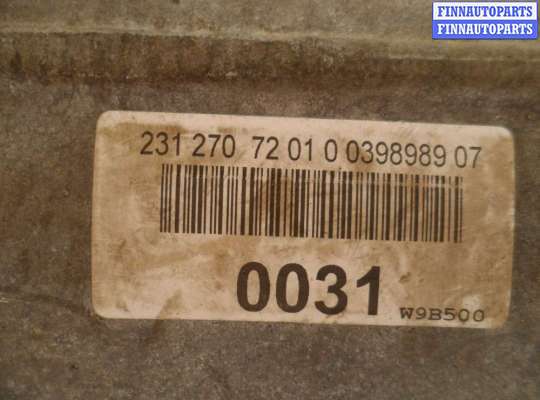 FINNAUTOPARTS
FINNAUTOPARTS
231 270 72 01 0 0398989 07
0031
W9B500